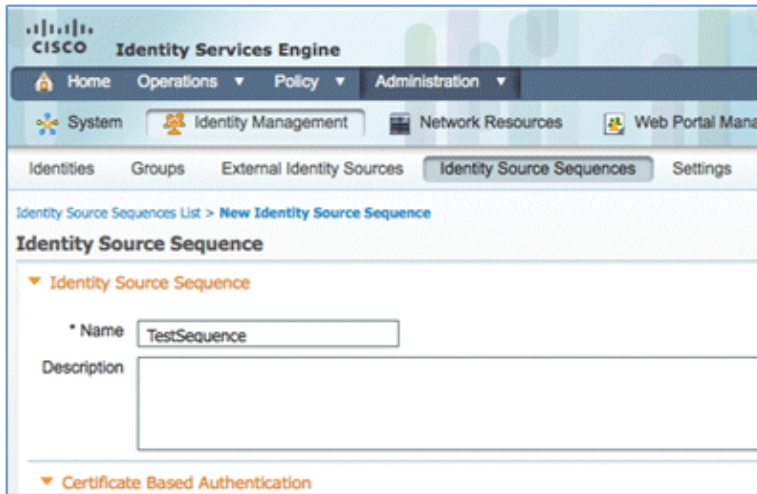 CISCO Identity Services Engine
Home Operations Policy Administration
System Identity Management Network Resources Web Portal Mana
Identities Groups External Identity Sources Identity Source Sequences Settings
Identity Source Sequences List > New Identity Source Sequence
Identity Source Sequence
Identity Source Sequence
* Name TestSequence
Description
Certificate Based Authentication